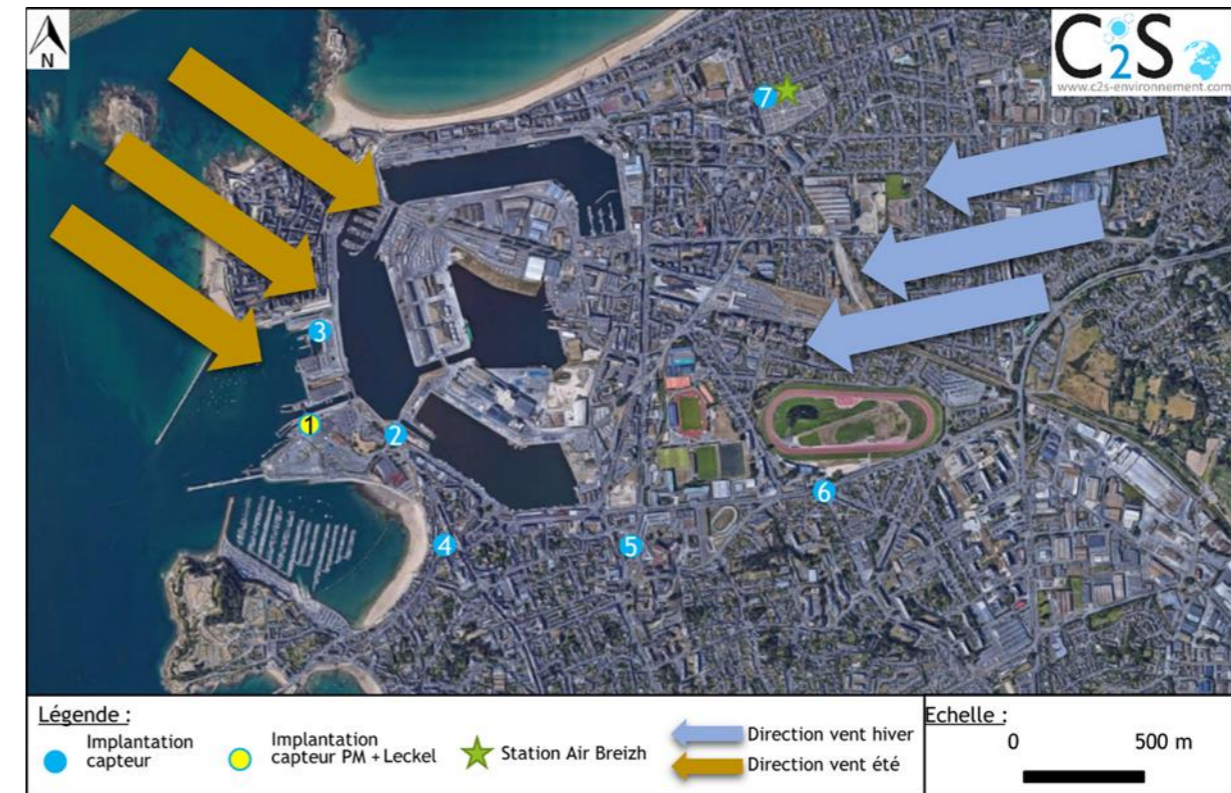 N
C2S
www.c2s-environnement.com
7
3
1
2
6
4
5
Légende :
Implantation
capteur
Implantation
capteur PM + Leckel
Station Air Breizh
Direction vent hiver
Direction vent été
Echelle :
0 500 m